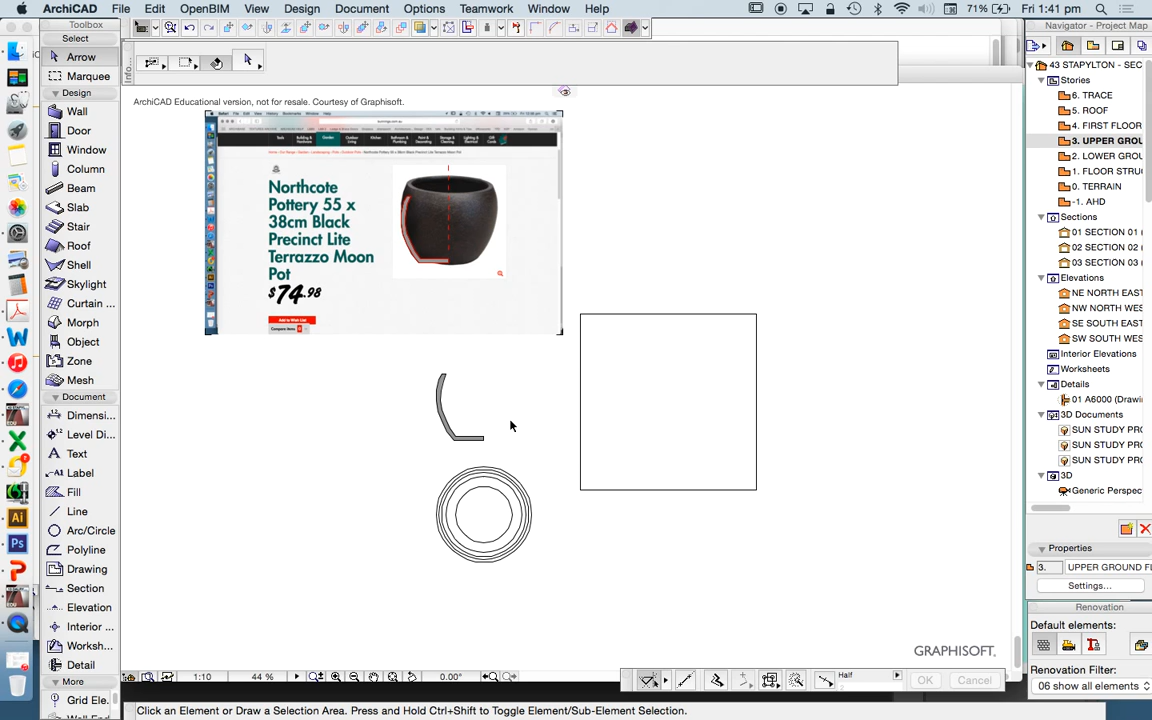 ArchiCAD File Edit OpenBIM View Design Document Options Teamwork Window Help 71% Fri 1:41 pm
Toolbox
Select
Arrow
Marquee
Design
Wall
Door
Window
Column
Beam
Slab
Stair
Roof
Shell
Skylight
Curtain ...
Morph
Object
Zone
Mesh
Document
Dimensi...
Level Di...
Text
Label
Fill
Line
Arc/Circle
Polyline
Drawing
Section
Elevation
Interior ...
Worksh...
Detail
More
Grid Ele.
ArchiCAD Educational version, not for resale. Courtesy of Graphisoft.
Northcote
Pottery 55 x
38cm Black
Precinct Lite
Terrazzo Moon
Pot
$74.98
Add to Wish List
Compare Items
GRAPHISOFT.
1:10 44 % 0.00°
Half
OK Cancel
Click an Element or Draw a Selection Area. Press and Hold Ctrl+Shift to Toggle Element/Sub-Element Selection.
Navigator - Project Map
43 STAPYLTON - SEC
Stories
6. TRACE
5. ROOF
4. FIRST FLOOR
3. UPPER GROU
2. LOWER GROU
1. FLOOR STRU
0. TERRAIN
-1. AHD
Sections
01 SECTION 01 (
02 SECTION 02 (
03 SECTION 03 (
Elevations
NE NORTH EAST
NW NORTH WES
SE SOUTH EAST
SW SOUTH WES
Interior Elevations
Worksheets
Details
01 A6000 (Drawi
3D Documents
SUN STUDY PRO
SUN STUDY PRO
SUN STUDY PRO
3D
Generic Perspec
Properties
3. UPPER GROUND FL
Settings...
Renovation
Default elements:
Renovation Filter:
06 show all elements